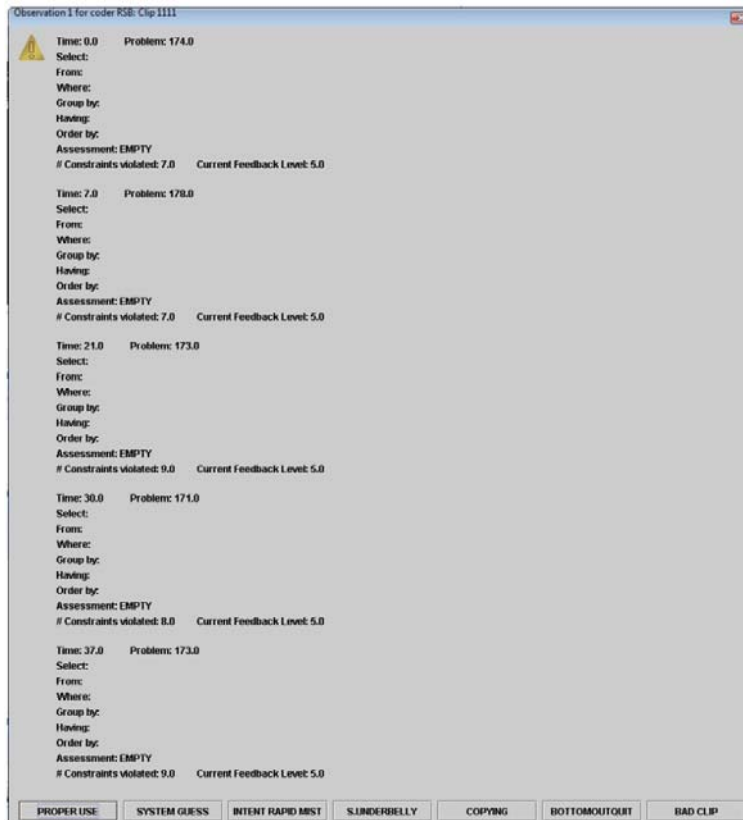 Observation 1 for coder RSB: Clip 1111
Time: 0.0 Problem: 174.0
Select:
From:
Where:
Group by:
Having:
Order by:
Assessment: EMPTY
# Constraints violated: 7.0 Current Feedback Level: 5.0
Time: 7.0 Problem: 178.0
Select:
From:
Where:
Group by:
Having:
Order by:
Assessment: EMPTY
# Constraints violated: 7.0 Current Feedback Level: 5.0
Time: 21.0 Problem: 173.0
Select:
From:
Where:
Group by:
Having:
Order by:
Assessment: EMPTY
# Constraints violated: 9.0 Current Feedback Level: 5.0
Time: 30.0 Problem: 171.0
Select:
From:
Where:
Group by:
Having:
Order by:
Assessment: EMPTY
# Constraints violated: 8.0 Current Feedback Level: 5.0
Time: 37.0 Problem: 173.0
Select:
From:
Where:
Group by:
Having:
Order by:
Assessment: EMPTY
# Constraints violated: 9.0 Current Feedback Level: 5.0
PROPER USE SYSTEM GUESS INTENT RAPID MIST S.UNDERBELLY COPYING BOTTOMOUTQUIT BAD CLIP